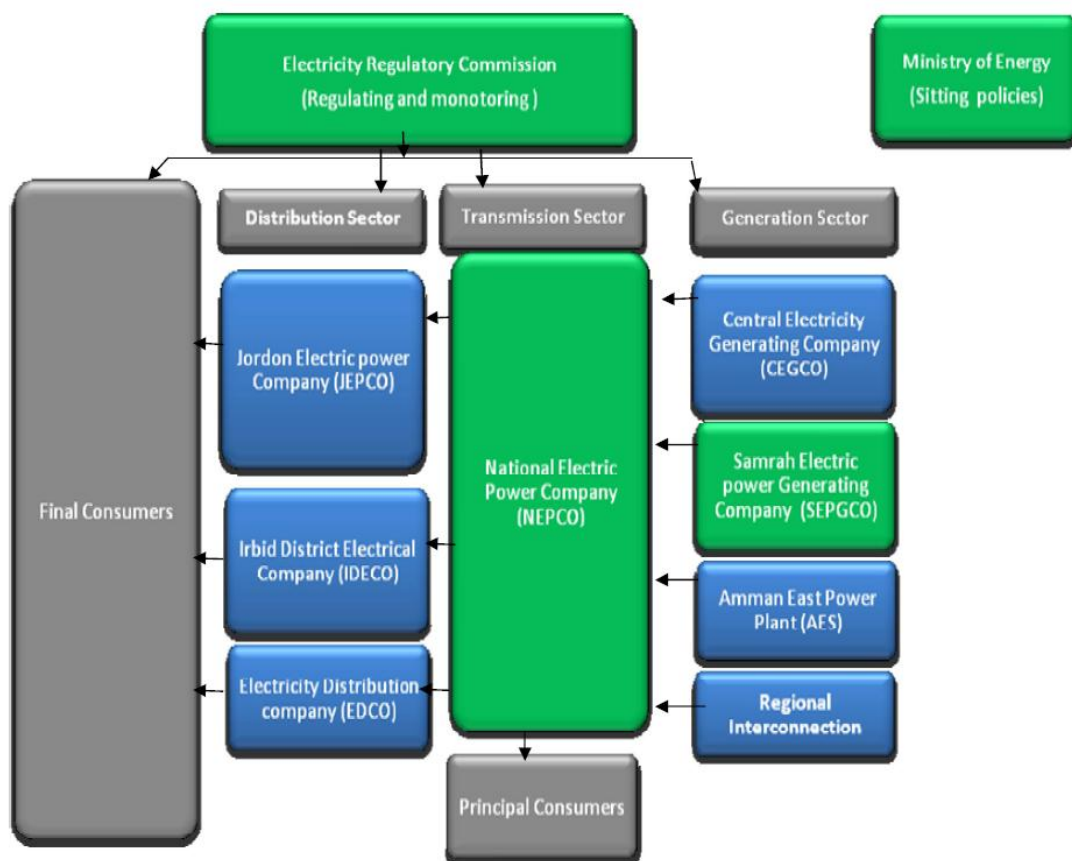 Electricity Regulatory Commission
(Regulating and monotoring )
Ministry of Energy
(Sitting policies)
Distribution Sector
Transmission Sector
Generation Sector
Final Consumers
Jordon Electric power
Company (JEPCO)
Irbid District Electrical
Company (IDECO)
Electricity Distribution
company (EDCO)
National Electric
Power Company
(NEPCO)
Principal Consumers
Central Electricity
Generating Company
(CEGCO)
Samrah Electric
power Generating
Company (SEPGCO)
Amman East Power
Plant (AES)
Regional
Interconnection